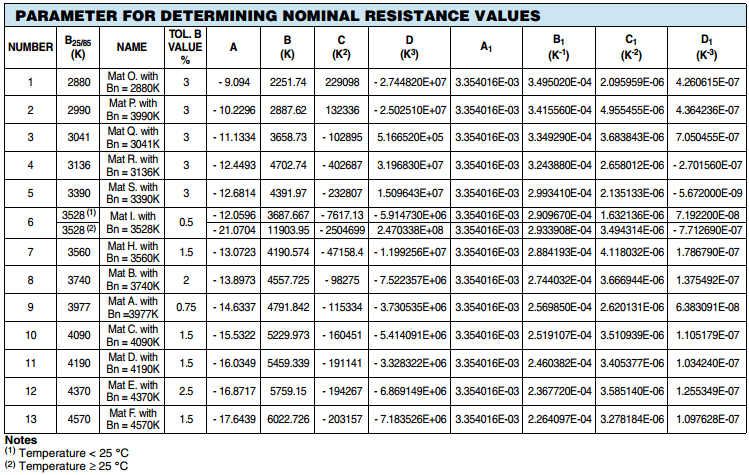 PARAMETER FOR DETERMINING NOMINAL RESISTANCE VALUES
NUMBER B25/85 (K) NAME TOL. B VALUE % A B (K) C (K2) D (K3) A1 B1 (K-1) C1 (K-2) D1 (K-3)
1 2880 Mat O. with Bn = 2880K 3 - 9.094 2251.74 229098 - 2.744820E+07 3.354016E-03 3.495020E-04 2.095959E-06 4.260615E-07
2 2990 Mat P. with Bn = 3990K 3 - 10.2296 2887.62 132336 - 2.502510E+07 3.354016E-03 3.415560E-04 4.955455E-06 4.364236E-07
3 3041 Mat Q. with Bn = 3041K 3 - 11.1334 3658.73 - 102895 5.166520E+05 3.354016E-03 3.349290E-04 3.683843E-06 7.050455E-07
4 3136 Mat R. with Bn = 3136K 3 - 12.4493 4702.74 - 402687 3.196830E+07 3.354016E-03 3.243880E-04 2.658012E-06 - 2.701560E-07
5 3390 Mat S. with Bn = 3390K 3 - 12.6814 4391.97 - 232807 1.509643E+07 3.354016E-03 2.993410E-04 2.135133E-06 - 5.672000E-09
6 3528 (1) Mat I. with Bn = 3528K 0.5 - 12.0596 3687.667 - 7617.13 - 5.914730E+06 3.354016E-03 2.909670E-04 1.632136E-06 7.192200E-08
3528 (2) - 21.0704 11903.95 - 2504699 2.470338E+08 3.354016E-03 2.933908E-04 3.494314E-06 - 7.712690E-07
7 3560 Mat H. with Bn = 3560K 1.5 - 13.0723 4190.574 - 47158.4 - 1.199256E+07 3.354016E-03 2.884193E-04 4.118032E-06 1.786790E-07
8 3740 Mat B. with Bn = 3740K 2 - 13.8973 4557.725 - 98275 - 7.522357E+06 3.354016E-03 2.744032E-04 3.666944E-06 1.375492E-07
9 3977 Mat A. with Bn =3977K 0.75 - 14.6337 4791.842 - 115334 - 3.730535E+06 3.354016E-03 2.569850E-04 2.620131E-06 6.383091E-08
10 4090 Mat C. with Bn = 4090K 1.5 - 15.5322 5229.973 - 160451 - 5.414091E+06 3.354016E-03 2.519107E-04 3.510939E-06 1.105179E-07
11 4190 Mat D. with Bn = 4190K 1.5 - 16.0349 5459.339 - 191141 - 3.328322E+06 3.354016E-03 2.460382E-04 3.405377E-06 1.034240E-07
12 4370 Mat E. with Bn = 4370K 2.5 - 16.8717 5759.15 - 194267 - 6.869149E+06 3.354016E-03 2.367720E-04 3.585140E-06 1.255349E-07
13 4570 Mat F. with Bn = 4570K 1.5 - 17.6439 6022.726 - 203157 - 7.183526E+06 3.354016E-03 2.264097E-04 3.278184E-06 1.097628E-07
Notes
(1) Temperature < 25 °C
(2) Temperature ≥ 25 °C